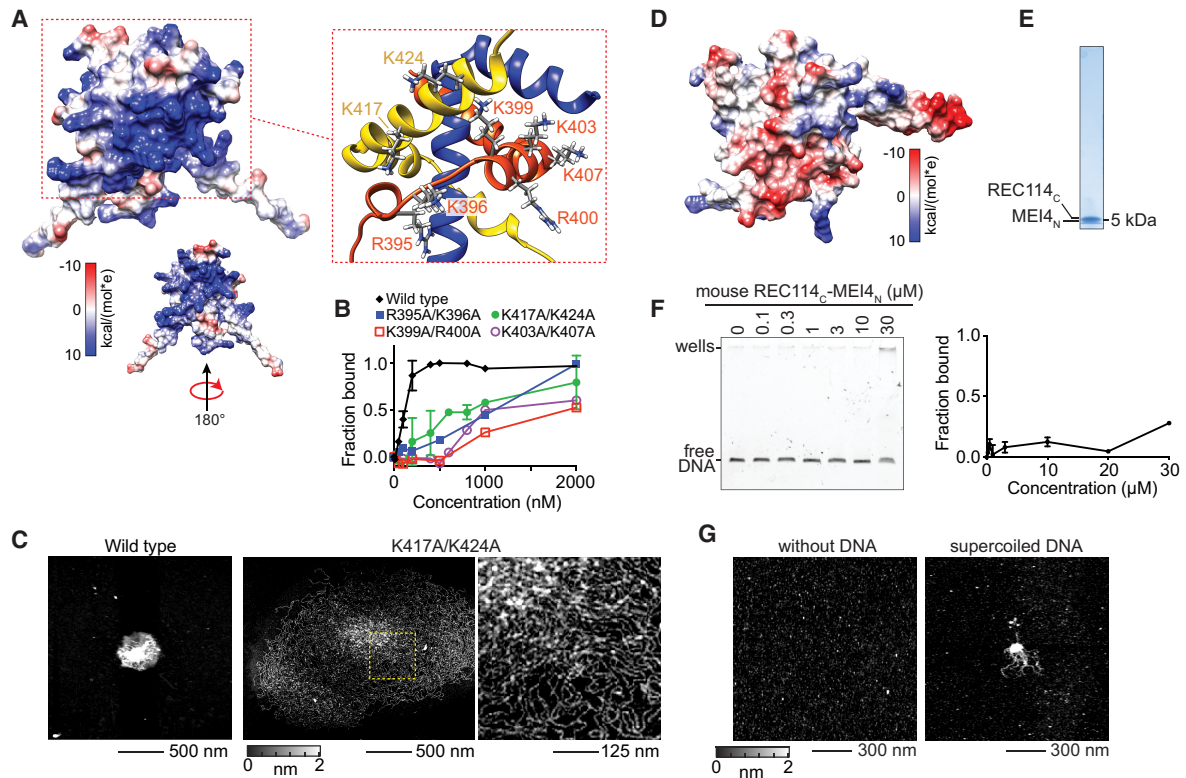 A
K424
K417
K399
K403
K407
K396
R400
R395
-10
0
10
kcal/(mol*e)
180°
B
Wild type
R395A/K396A
K417A/K424A
K399A/R400A
K403A/K407A
Fraction bound
1.0
0.5
0.0
0
1000
2000
Concentration (nM)
C
Wild type
K417A/K424A
500 nm
0
2
nm
500 nm
125 nm
D
-10
0
10
kcal/(mol*e)
E
REC114C
MEI4N
5 kDa
F
mouse REC114C-MEI4N (µM)
0
0.1
0.3
1
3
10
30
wells
free
DNA
Fraction bound
1.0
0.5
0.0
0
10
20
30
Concentration (µM)
G
without DNA
supercoiled DNA
0
2
nm
300 nm
300 nm